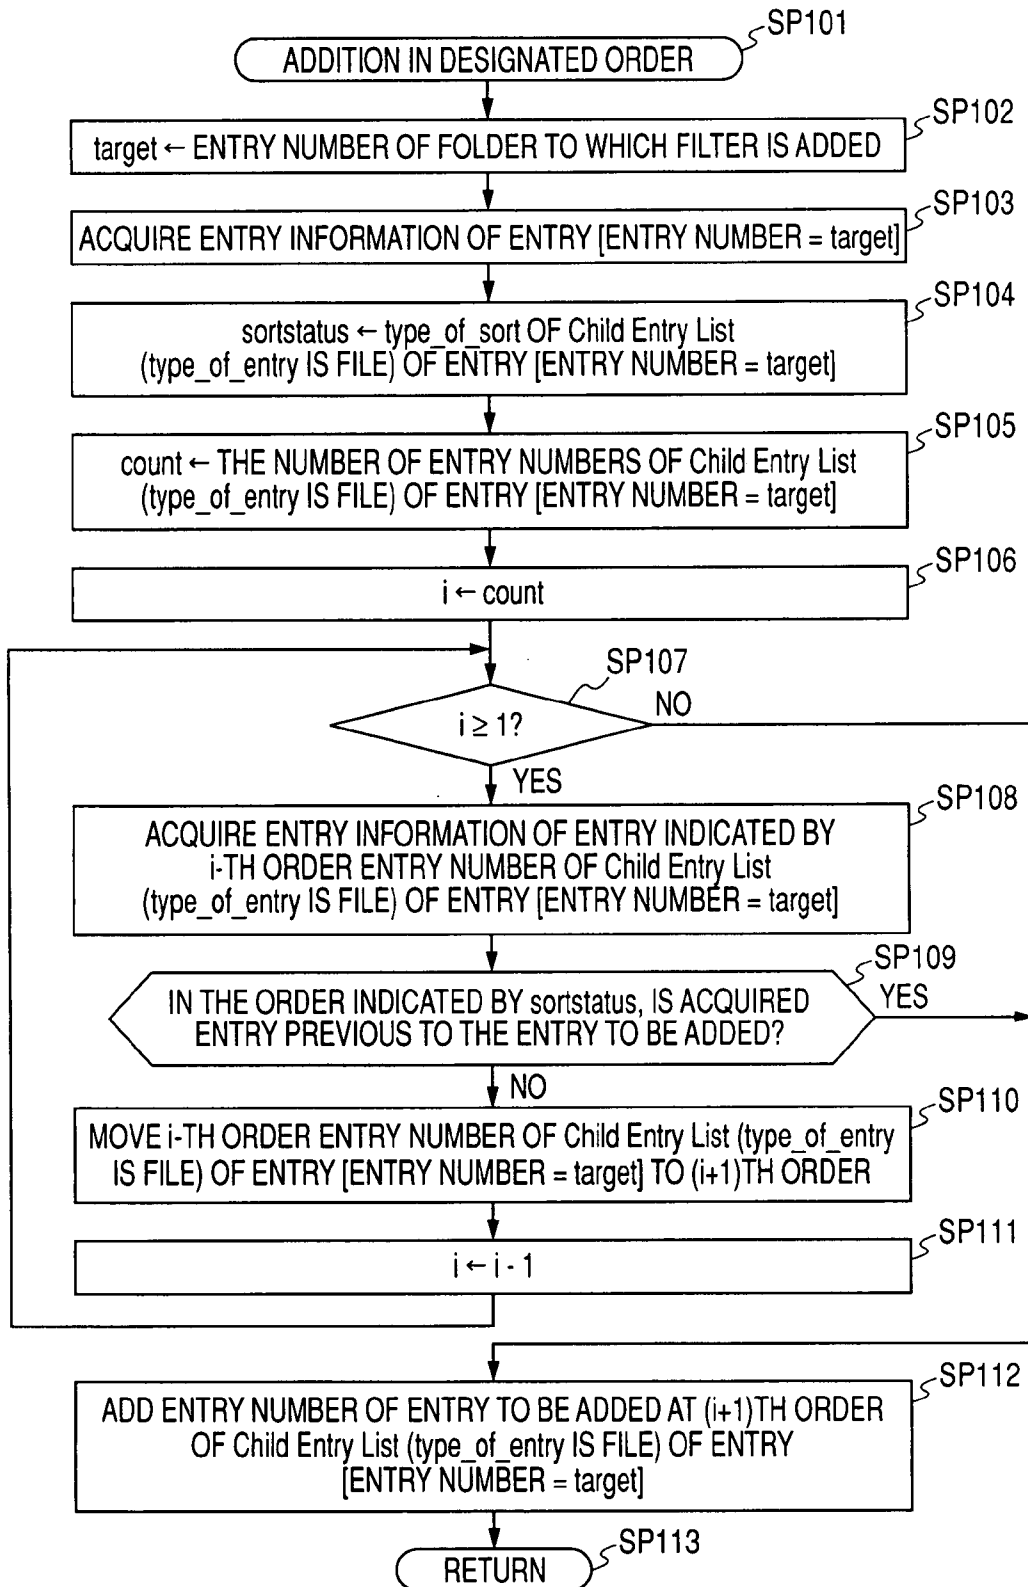 SP101
ADDITION IN DESIGNATED ORDER
SP102
target ← ENTRY NUMBER OF FOLDER TO WHICH FILTER IS ADDED
SP103
ACQUIRE ENTRY INFORMATION OF ENTRY [ENTRY NUMBER = target]
SP104
sortstatus ← type_of_sort OF Child Entry List
(type_of_entry IS FILE) OF ENTRY [ENTRY NUMBER = target]
SP105
count ← THE NUMBER OF ENTRY NUMBERS OF Child Entry List
(type_of_entry IS FILE) OF ENTRY [ENTRY NUMBER = target]
SP106
i ← count
SP107
i ≥ 1?
NO
YES
SP108
ACQUIRE ENTRY INFORMATION OF ENTRY INDICATED BY
i-TH ORDER ENTRY NUMBER OF Child Entry List
(type_of_entry IS FILE) OF ENTRY [ENTRY NUMBER = target]
SP109
IN THE ORDER INDICATED BY sortstatus, IS ACQUIRED
ENTRY PREVIOUS TO THE ENTRY TO BE ADDED?
YES
NO
SP110
MOVE i-TH ORDER ENTRY NUMBER OF Child Entry List (type_of_entry
IS FILE) OF ENTRY [ENTRY NUMBER = target] TO (i+1)TH ORDER
SP111
i ← i - 1
SP112
ADD ENTRY NUMBER OF ENTRY TO BE ADDED AT (i+1)TH ORDER
OF Child Entry List (type_of_entry IS FILE) OF ENTRY
[ENTRY NUMBER = target]
SP113
RETURN